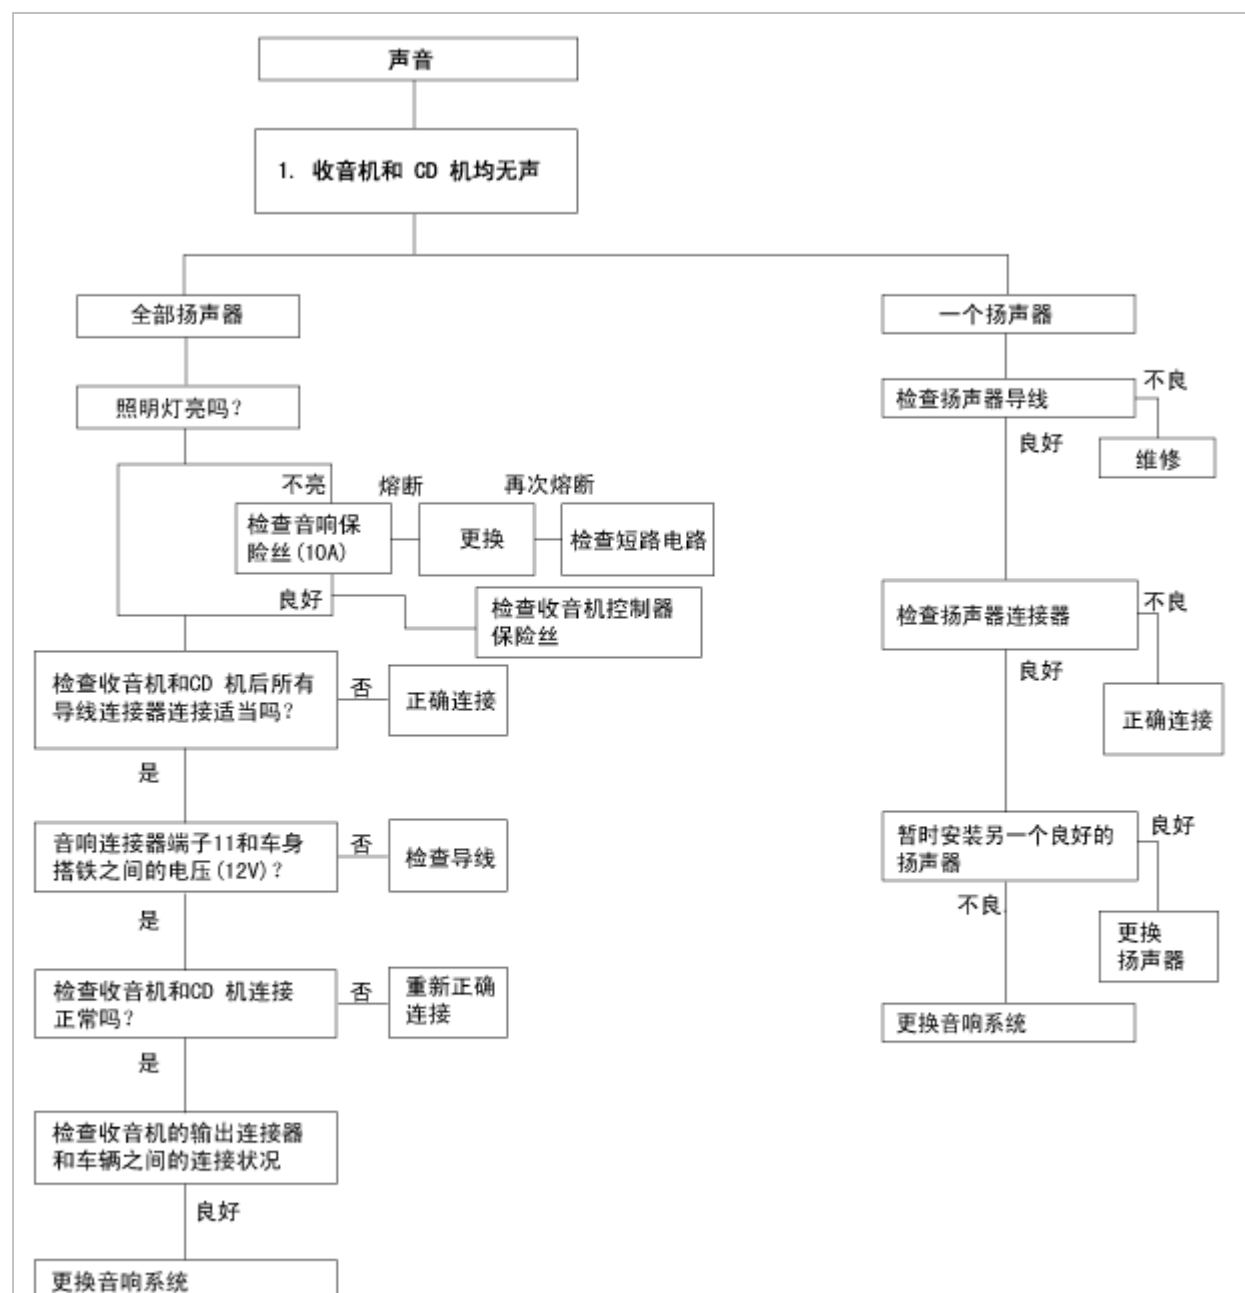 声音
1. 收音机和 CD 机均无声
全部扬声器
照明灯亮吗?
不亮
检查音响保
险丝(10A)
熔断
更换
再次熔断
检查短路电路
良好
检查收音机控制器
保险丝
检查收音机和CD 机后所有
导线连接器连接适当吗?
否
正确连接
是
音响连接器端子11和车身
搭铁之间的电压(12V)?
否
检查导线
是
检查收音机和CD 机连接
正常吗?
否
重新正确
连接
是
检查收音机的输出连接器
和车辆之间的连接状况
良好
更换音响系统
一个扬声器
检查扬声器导线
不良
维修
良好
检查扬声器连接器
不良
正确连接
良好
暂时安装另一个良好的
扬声器
良好
更换
扬声器
不良
更换音响系统